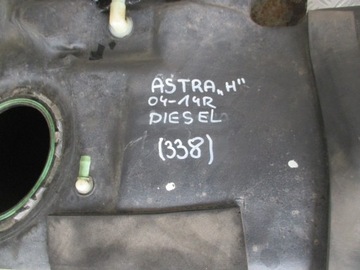 ASTRA „H"
04-14R
DIESEL
(338)